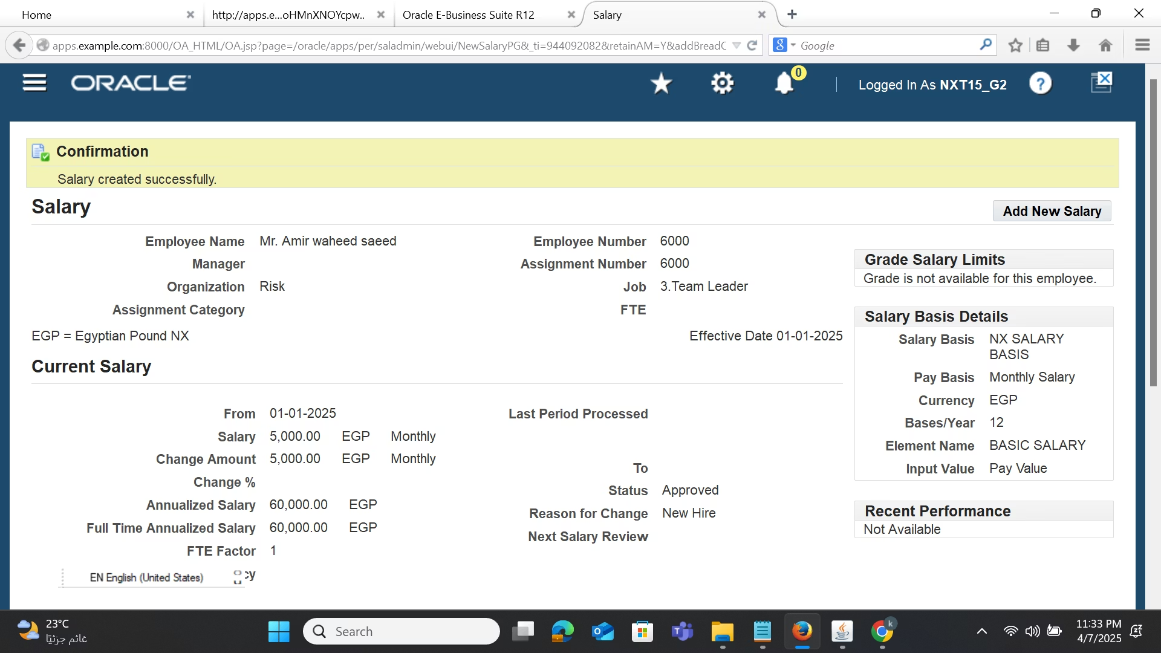 Home
http://apps.e...oHMnXNOYcpw...
Oracle E-Business Suite R12
Salary
apps.example.com:8000/OA_HTML/OA.jsp?page=/oracle/apps/per/saladmin/webui/NewSalaryPG&_ti=944092082&retainAM=Y&addBreadC
Google
ORACLE
0
Logged In As NXT15_G2
Confirmation
Salary created successfully.
Salary
Add New Salary
Employee Name Mr. Amir waheed saeed
Employee Number 6000
Manager
Assignment Number 6000
Organization Risk
Job 3.Team Leader
Assignment Category
FTE
EGP = Egyptian Pound NX
Effective Date 01-01-2025
Current Salary
From 01-01-2025
Salary 5,000.00 EGP Monthly
Change Amount 5,000.00 EGP Monthly
Change %
Annualized Salary 60,000.00 EGP
Full Time Annualized Salary 60,000.00 EGP
FTE Factor 1
cy
EN English (United States)
Last Period Processed
To
Status Approved
Reason for Change New Hire
Next Salary Review
Grade Salary Limits
Grade is not available for this employee.
Salary Basis Details
Salary Basis NX SALARY
BASIS
Pay Basis Monthly Salary
Currency EGP
Bases/Year 12
Element Name BASIC SALARY
Input Value Pay Value
Recent Performance
Not Available
23°C
غائم جزئيًا
Search
11:33 PM
4/7/2025